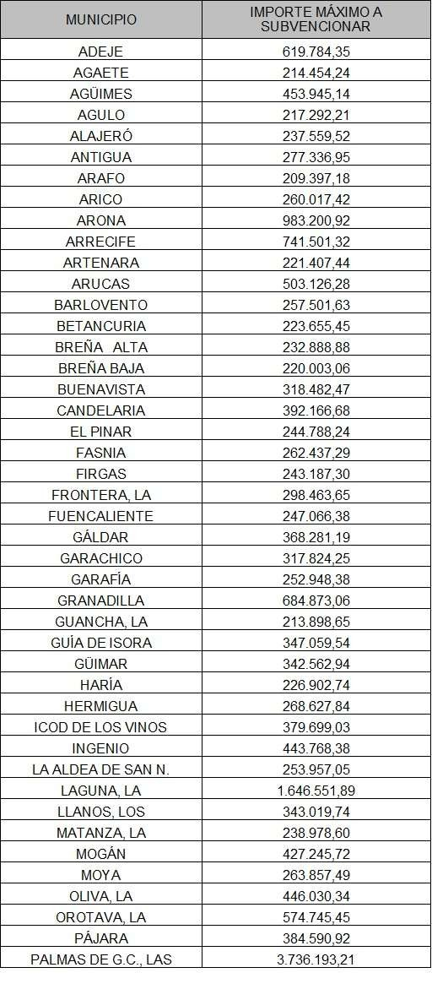 MUNICIPIO IMPORTE MÁXIMO A
SUBVENCIONAR
ADEJE 619.784,35
AGAETE 214.454,24
AGÜIMES 453.945,14
AGULO 217.292,21
ALAJERÓ 237.559,52
ANTIGUA 277.336,95
ARAFO 209.397,18
ARICO 260.017,42
ARONA 983.200,92
ARRECIFE 741.501,32
ARTENARA 221.407,44
ARUCAS 503.126,28
BARLOVENTO 257.501,63
BETANCURIA 223.655,45
BREÑA ALTA 232.888,88
BREÑA BAJA 220.003,06
BUENAVISTA 318.482,47
CANDELARIA 392.166,68
EL PINAR 244.788,24
FASNIA 262.437,29
FIRGAS 243.187,30
FRONTERA, LA 298.463,65
FUENCALIENTE 247.066,38
GÁLDAR 368.281,19
GARACHICO 317.824,25
GARAFÍA 252.948,38
GRANADILLA 684.873,06
GUANCHA, LA 213.898,65
GUÍA DE ISORA 347.059,54
GÜIMAR 342.562,94
HARÍA 226.902,74
HERMIGUA 268.627,84
ICOD DE LOS VINOS 379.699,03
INGENIO 443.768,38
LA ALDEA DE SAN N. 253.957,05
LAGUNA, LA 1.646.551,89
LLANOS, LOS 343.019,74
MATANZA, LA 238.978,60
MOGÁN 427.245,72
MOYA 263.857,49
OLIVA, LA 446.030,34
OROTAVA, LA 574.745,45
PÁJARA 384.590,92
PALMAS DE G.C., LAS 3.736.193,21